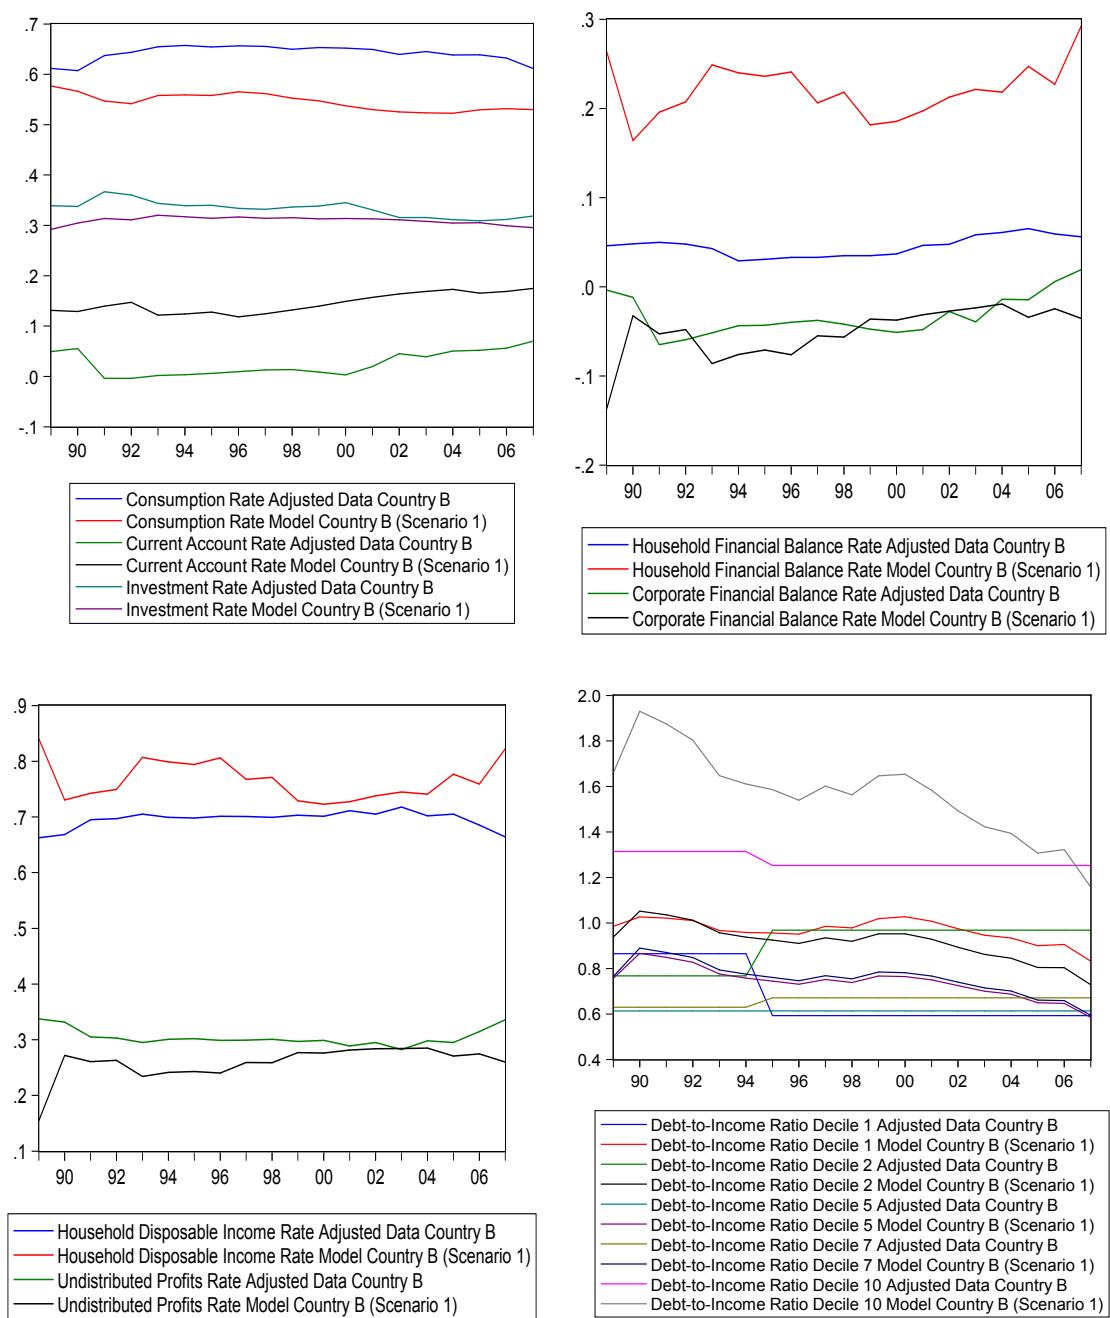 .7
.6
.5
.4
.3
.2
.1
.0
-.1
90 92 94 96 98 00 02 04 06
Consumption Rate Adjusted Data Country B
Consumption Rate Model Country B (Scenario 1)
Current Account Rate Adjusted Data Country B
Current Account Rate Model Country B (Scenario 1)
Investment Rate Adjusted Data Country B
Investment Rate Model Country B (Scenario 1)
.3
.2
.1
.0
-.1
-.2
90 92 94 96 98 00 02 04 06
Household Financial Balance Rate Adjusted Data Country B
Household Financial Balance Rate Model Country B (Scenario 1)
Corporate Financial Balance Rate Adjusted Data Country B
Corporate Financial Balance Rate Model Country B (Scenario 1)
.9
.8
.7
.6
.5
.4
.3
.2
.1
90 92 94 96 98 00 02 04 06
Household Disposable Income Rate Adjusted Data Country B
Household Disposable Income Rate Model Country B (Scenario 1)
Undistributed Profits Rate Adjusted Data Country B
Undistributed Profits Rate Model Country B (Scenario 1)
2.0
1.8
1.6
1.4
1.2
1.0
0.8
0.6
0.4
90 92 94 96 98 00 02 04 06
Debt-to-Income Ratio Decile 1 Adjusted Data Country B
Debt-to-Income Ratio Decile 1 Model Country B (Scenario 1)
Debt-to-Income Ratio Decile 2 Adjusted Data Country B
Debt-to-Income Ratio Decile 2 Model Country B (Scenario 1)
Debt-to-Income Ratio Decile 5 Adjusted Data Country B
Debt-to-Income Ratio Decile 5 Model Country B (Scenario 1)
Debt-to-Income Ratio Decile 7 Adjusted Data Country B
Debt-to-Income Ratio Decile 7 Model Country B (Scenario 1)
Debt-to-Income Ratio Decile 10 Adjusted Data Country B
Debt-to-Income Ratio Decile 10 Model Country B (Scenario 1)